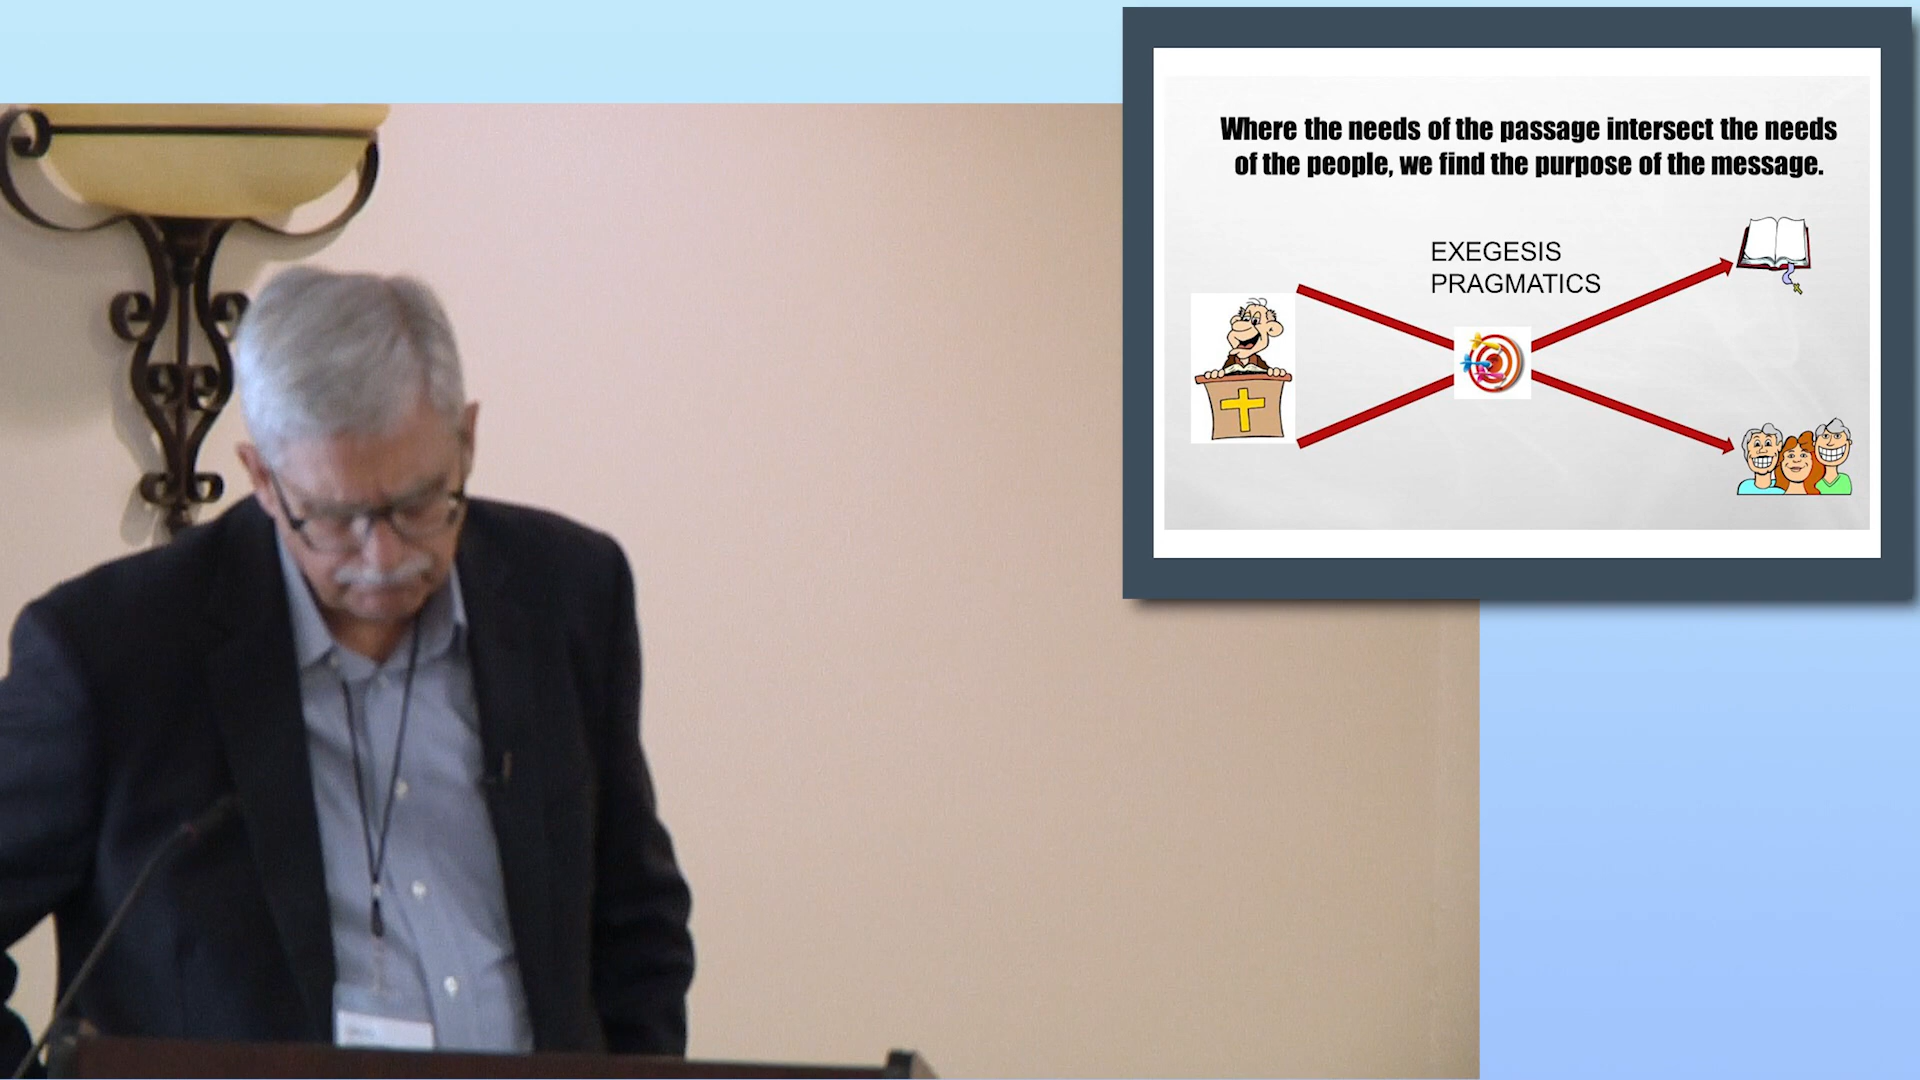 Where the needs of the passage intersect the needs
of the people, we find the purpose of the message.
EXEGESIS
PRAGMATICS